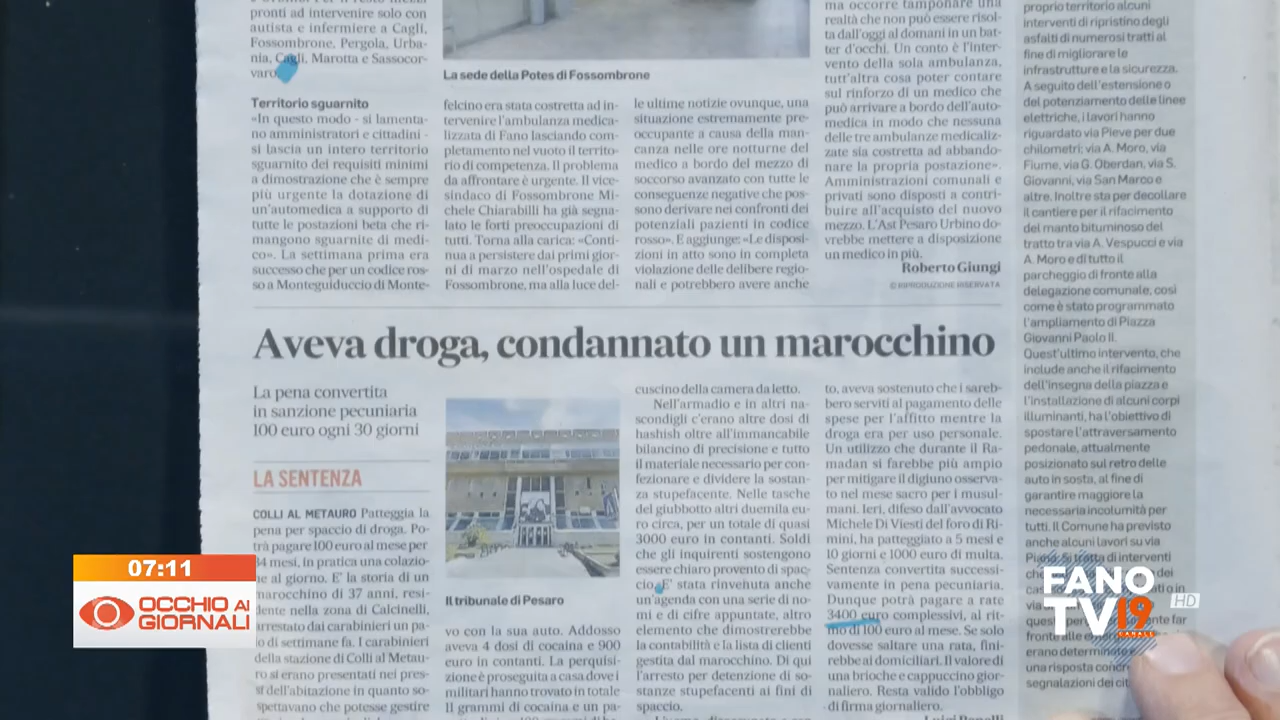 pronti ad intervenire solo con
autista e infermiere a Cagli,
Fossombrone, Pergola, Urba-
nia, Cagli, Marotta e Sassocor-
varo
Territorio sguarnito
«In questo modo - si lamenta-
no amministratori e cittadini -
si lascia un intero territorio
sguarnito dei requisiti minimi
a dimostrazione che è sempre
più urgente la dotazione di
un'automedica a supporto di
tutte le postazioni beta che ri-
mangono sguarnite di medi-
co». La settimana prima era
successo che per un codice ros-
so a Monteguiduccio di Monte-
La sede della Potes di Fossombrone
felcino era stata costretta ad in-
tervenire l'ambulanza medica-
lizzata di Fano lasciando com-
pletamento nel vuoto il territo-
rio di competenza. Il problema
da affrontare è urgente. Il vice-
sindaco di Fossombrone Mi-
chele Chiarabilli ha già segna-
lato le forti preoccupazioni di
tutti. Torna alla carica: «Conti-
nua a persistere dai primi gior-
ni di marzo nell'ospedale di
Fossombrone, ma alla luce del-
le ultime notizie ovunque, una
situazione estremamente pre-
occupante a causa della man-
canza nelle ore notturne del
medico a bordo del mezzo di
soccorso avanzato con tutte le
conseguenze negative che pos-
sono derivare nei confronti dei
potenziali pazienti in codice
rosso». E aggiunge: «Le disposi-
zioni in atto sono in completa
violazione delle delibere regio-
nali e potrebbero avere anche
ma occorre tamponare una
realtà che non può essere risol-
ta dall'oggi al domani in un bat-
ter d'occhi. Un conto è l'inter-
vento della sola ambulanza,
tutt'altra cosa poter contare
sul rinforzo di un medico che
può arrivare a bordo dell'auto-
medica in modo che nessuna
delle tre ambulanze medicaliz-
zate sia costretta ad abbando-
nare la propria postazione».
Amministrazioni comunali e
privati sono disposti a contri-
buire all'acquisto del nuovo
mezzo. L'Ast Pesaro Urbino do-
vrebbe mettere a disposizione
un medico in più.
Roberto Giungi
© RIPRODUZIONE RISERVATA
proprio territorio alcuni
interventi di ripristino degli
asfalti di numerosi tratti al
fine di migliorare le
infrastrutture e la sicurezza.
A seguito dell'estensione o
del potenziamento delle linee
elettriche, i lavori hanno
riguardato via Pieve per due
chilometri; via A. Moro, via
Fiume, via G. Oberdan, via S.
Giovanni, via San Marco e
altre. Inoltre sta per decollare
il cantiere per il rifacimento
del manto bituminoso del
tratto tra via A. Vespucci e via
A. Moro e di tutto il
parcheggio di fronte alla
delegazione comunale, così
come è stato programmato
l'ampliamento di Piazza
Giovanni Paolo II.
Quest'ultimo intervento, che
include anche il rifacimento
dell'insegna della piazza e
l'installazione di alcuni corpi
illuminanti, ha l'obiettivo di
spostare l'attraversamento
pedonale, attualmente
posizionato sul retro delle
auto in sosta, al fine di
garantire maggiore la
necessaria incolumità per
tutti. Il Comune ha previsto
anche alcuni lavori su via
tratta di interventi
dei
front
erano determinate
una risposta
segnalazioni dei
Aveva droga, condannato un marocchino
La pena convertita
in sanzione pecuniaria
100 euro ogni 30 giorni
LA SENTENZA
COLLI AL METAURO Patteggia la
pena per spaccio di droga. Po-
trà pagare 100 euro al mese per
34 mesi, in pratica una colazio-
ne al giorno. E' la storia di un
marocchino di 37 anni, resi-
dente nella zona di Calcinelli,
arrestato dai carabinieri un pa-
io di settimane fa. I carabinieri
della stazione di Colli al Metau-
ro si erano presentati nei pres-
si dell'abitazione in quanto so-
spettavano che potesse gestire
Il tribunale di Pesaro
vo con la sua auto. Addosso
aveva 4 dosi di cocaina e 900
euro in contanti. La perquisi-
zione è proseguita a casa dove i
militari hanno trovato in totale
11 grammi di cocaina e un pa-
cuscino della camera da letto.
Nell'armadio e in altri na-
scondigli c'erano altre dosi di
hashish oltre all'immancabile
bilancino di precisione e tutto
il materiale necessario per con-
fezionare e dividere la sostan-
za stupefacente. Nelle tasche
del giubbotto altri duemila eu-
ro circa, per un totale di quasi
3000 euro in contanti. Soldi
che gli inquirenti sostengono
essere chiaro provento di spac-
cio. E' stata rinvenuta anche
un'agenda con una serie di no-
mi e di cifre appuntate, altro
elemento che dimostrerebbe
la contabilità e la lista di clienti
gestita dal marocchino. Di qui
l'arresto per detenzione di so-
stanze stupefacenti ai fini di
spaccio.
to, aveva sostenuto che i sareb-
bero serviti al pagamento delle
spese per l'affitto mentre la
droga era per uso personale.
Un utilizzo che durante il Ra-
madan si farebbe più ampio
per mitigare il digiuno osserva-
to nel mese sacro per i musul-
mani. Ieri, difeso dall'avvocato
Michele Di Viesti del foro di Ri-
mini, ha patteggiato a 5 mesi e
10 giorni e 1000 euro di multa.
Sentenza convertita successi-
vamente in pena pecuniaria.
Dunque potrà pagare a rate
3400 euro complessivi, al rit-
mo di 100 euro al mese. Se solo
dovesse saltare una rata, fini-
rebbe ai domiciliari. Il valore di
una brioche e cappuccino gior-
naliero. Resta valido l'obbligo
di firma giornaliero.
07:11
OCCHIO AI
GIORNALI
FANO
TV 19
CANALE
HD